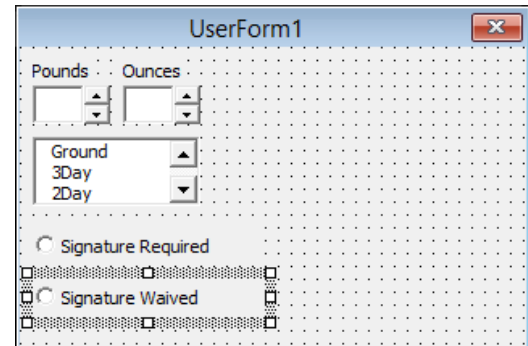 UserForm1
Pounds Ounces
Ground
3Day
2Day
Signature Required
Signature Waived